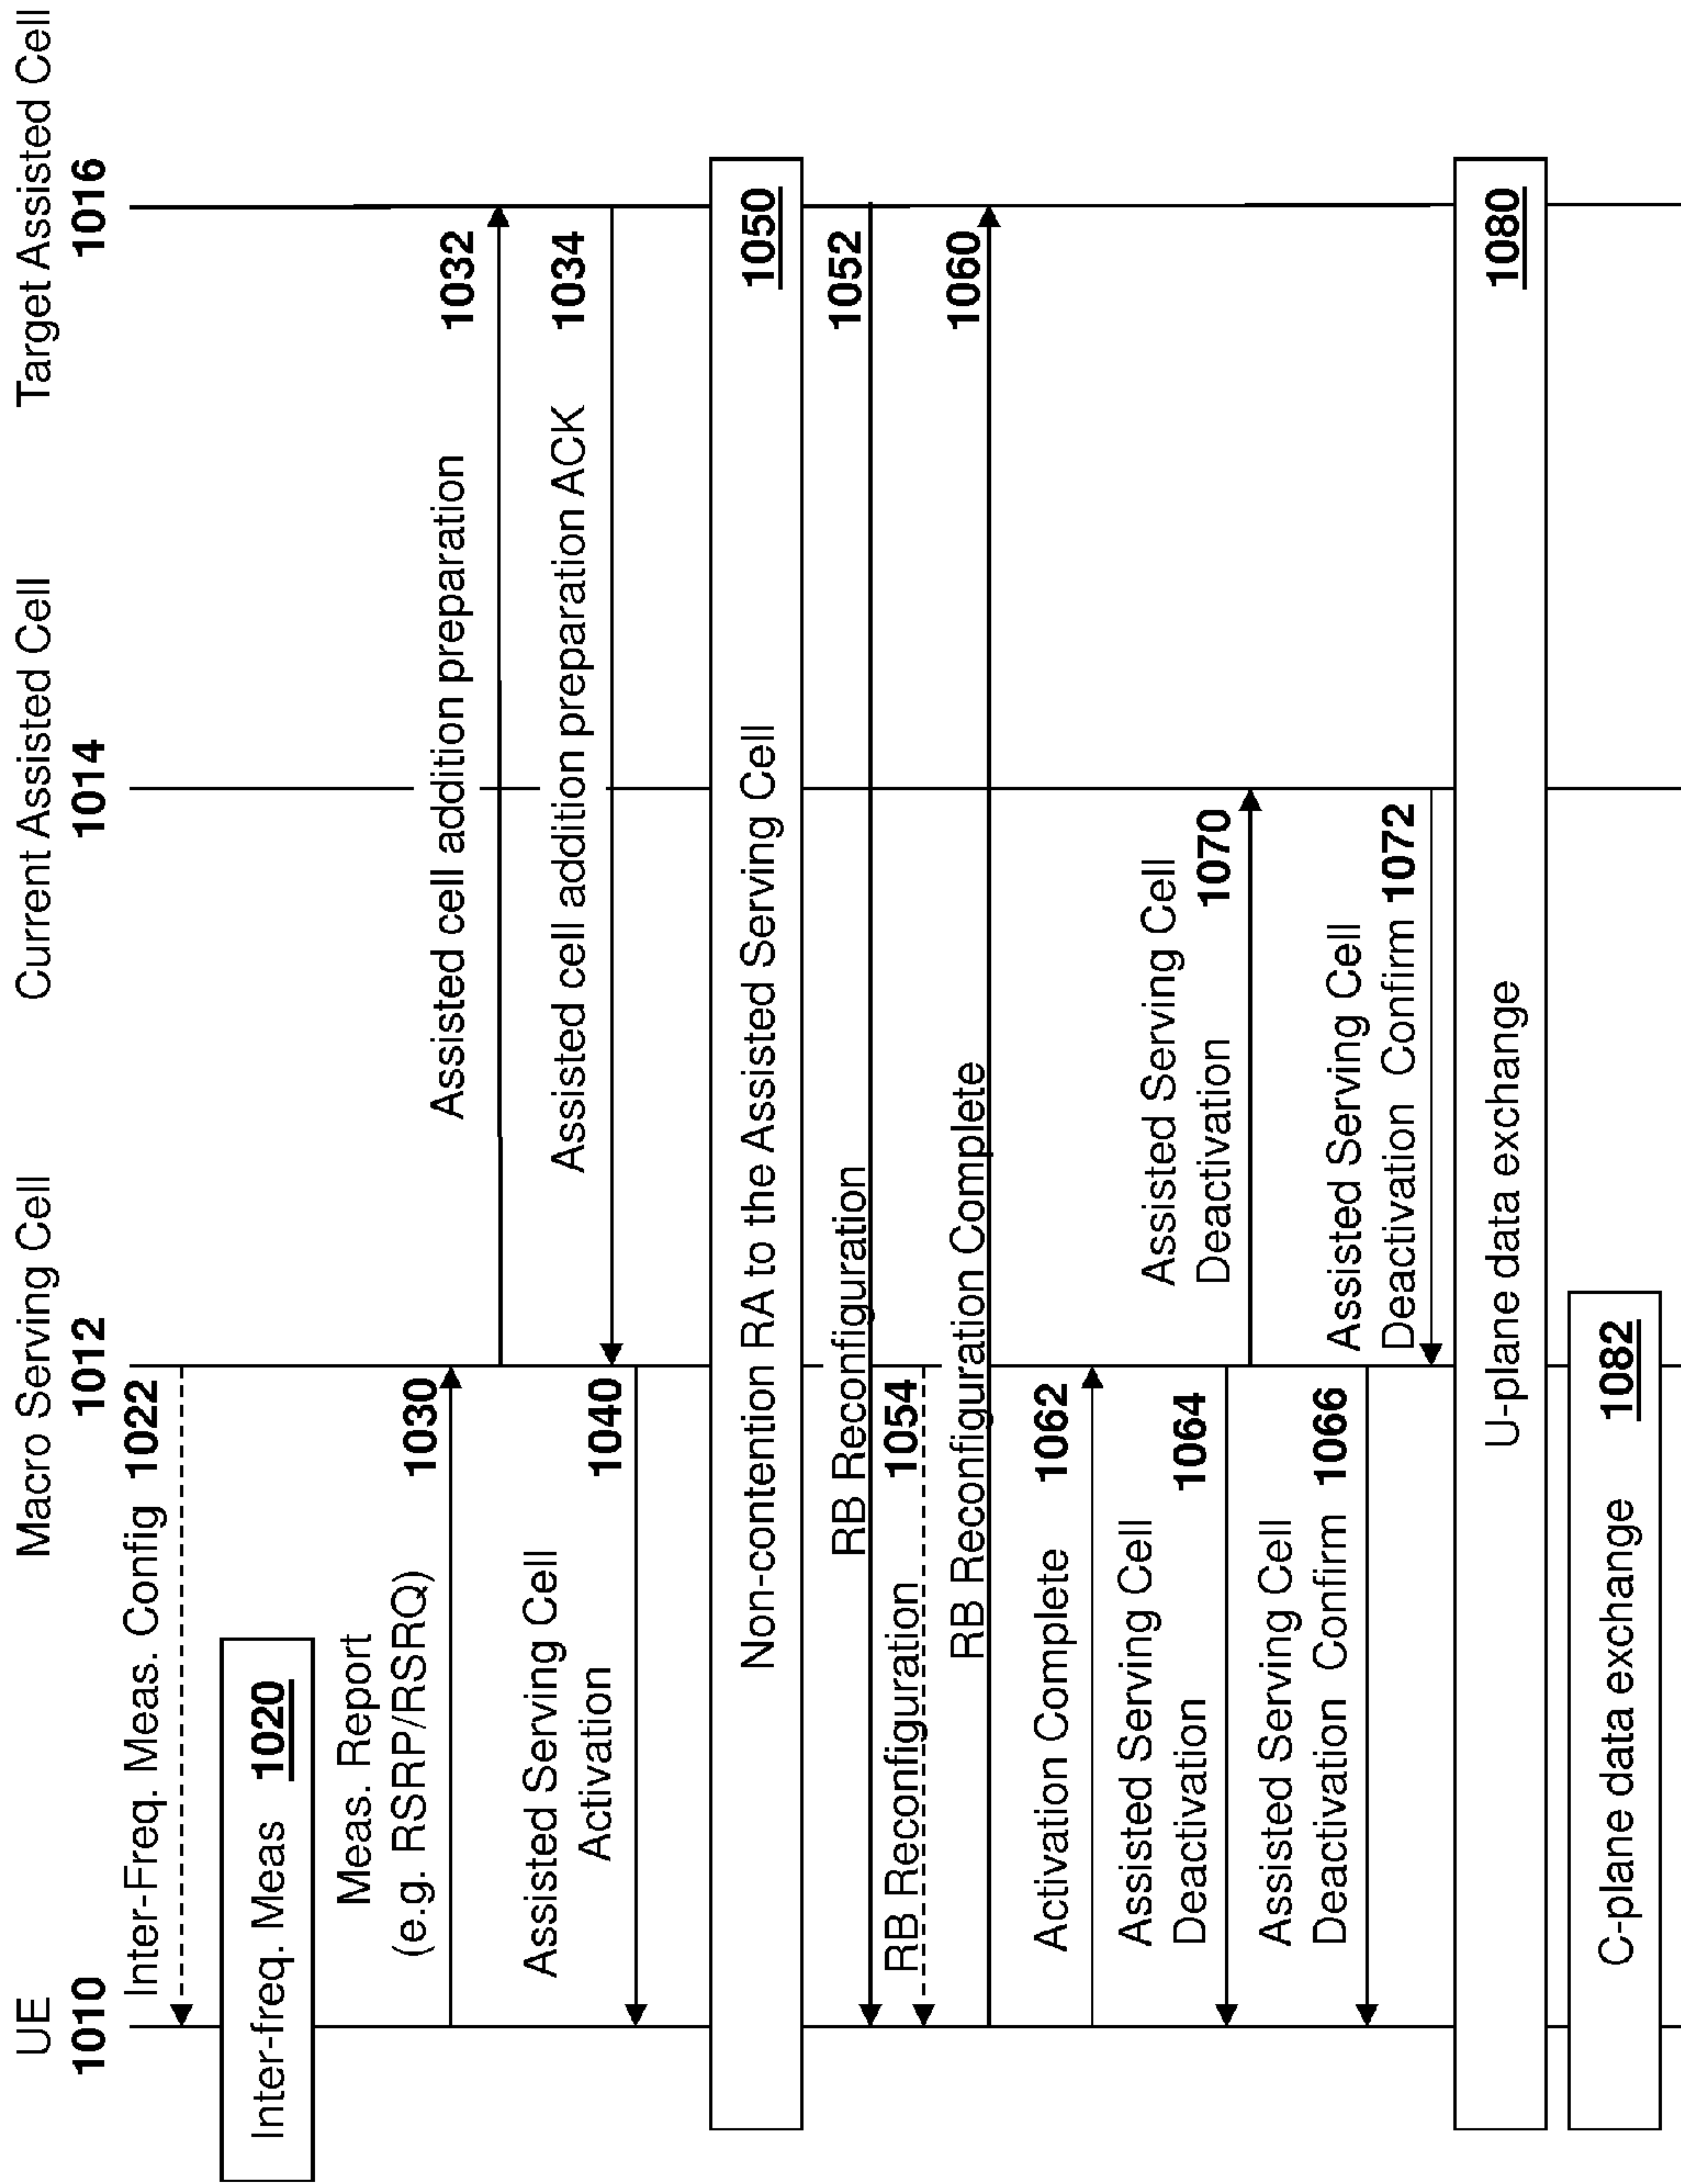 UE
1010
Macro Serving Cell
1012
Current Assisted Cell
1014
Target Assisted Cell
1016
Inter-Freq. Meas. Config 1022
Inter-freq. Meas 1020
Meas. Report
(e.g. RSRP/RSRQ)
1030
Assisted cell addition preparation
1032
Assisted cell addition preparation ACK
1034
Assisted Serving Cell
Activation
1040
Non-contention RA to the Assisted Serving Cell
1050
RB Reconfiguration
1052
RB Reconfiguration 1054
RB Reconfiguration Complete
1060
Activation Complete 1062
Assisted Serving Cell
Deactivation 1064
Assisted Serving Cell
Deactivation 1070
Assisted Serving Cell
Deactivation Confirm 1066
Assisted Serving Cell
Deactivation Confirm 1072
U-plane data exchange
1080
C-plane data exchange 1082